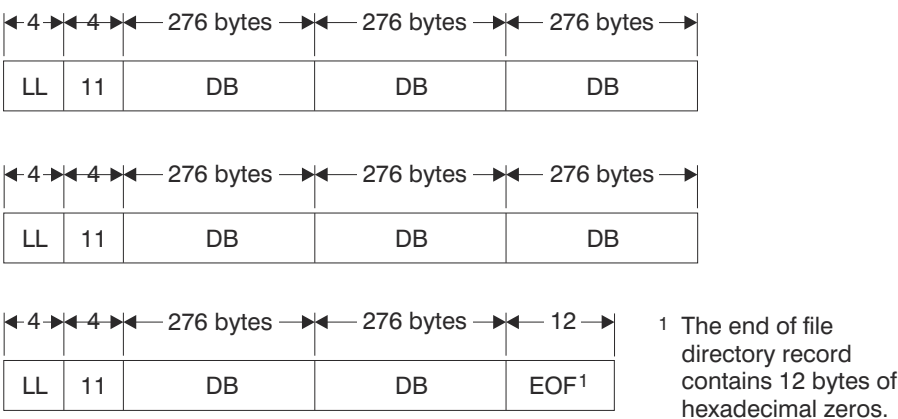 4 4 276 bytes 276 bytes 276 bytes
LL 11 DB DB DB
4 4 276 bytes 276 bytes 276 bytes
LL 11 DB DB DB
4 4 276 bytes 276 bytes 12
LL 11 DB DB EOF1
1 The end of file
directory record
contains 12 bytes of
hexadecimal zeros.